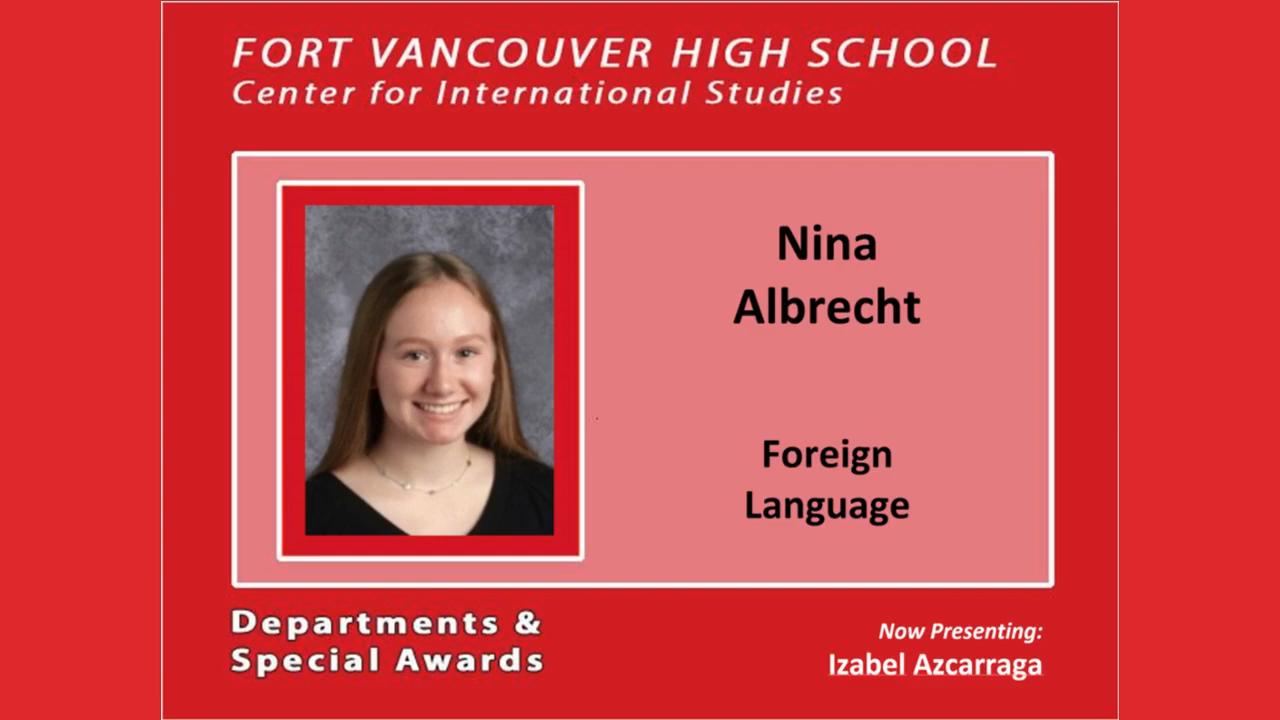 FORT VANCOUVER HIGH SCHOOL
Center for International Studies
Nina
Albrecht
Foreign
Language
Departments &
Special Awards
Now Presenting:
Izabel Azcarraga